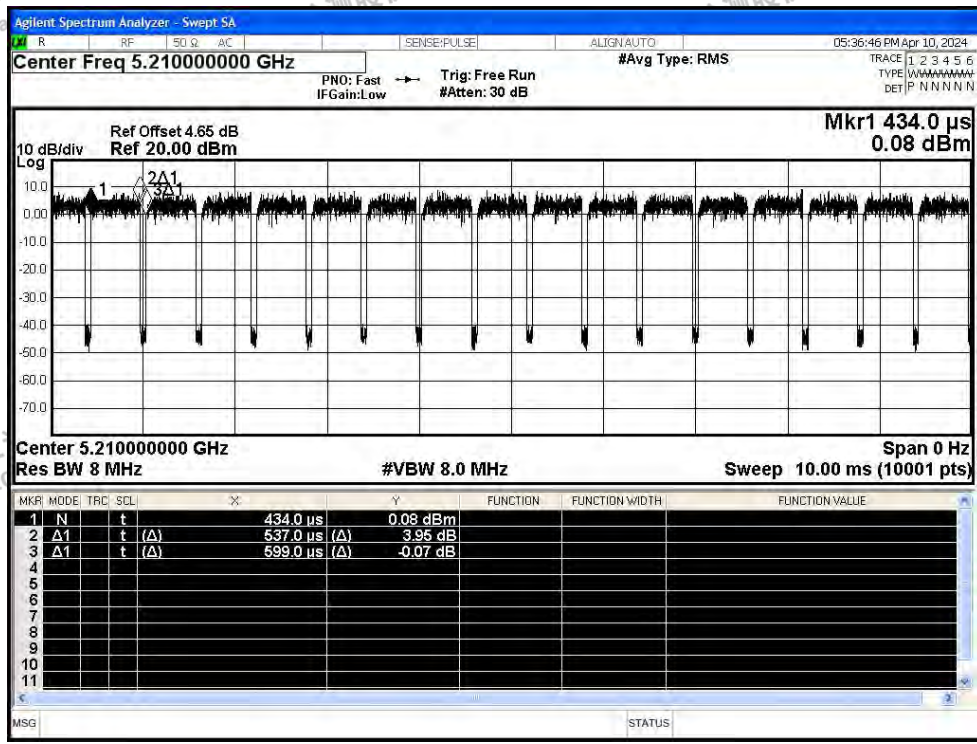 Agilent Spectrum Analyzer - Swept SA
R RF 50 Ω AC SENSE:PULSE ALIGN AUTO 05:36:46 PM Apr 10, 2024
Center Freq 5.210000000 GHz
#Avg Type: RMS
TRACE 1 2 3 4 5 6
PNO: Fast Trig: Free Run
TYPE WWWWWW
IFGain:Low #Atten: 30 dB
DET P N N N N N
Mkr1 434.0 µs
0.08 dBm
Ref Offset 4.65 dB
10 dB/div Ref 20.00 dBm
Log
10.0
0.00
-10.0
-20.0
-30.0
-40.0
-50.0
-60.0
-70.0
1 2Δ1 3Δ1
Center 5.210000000 GHz Span 0 Hz
Res BW 8 MHz #VBW 8.0 MHz Sweep 10.00 ms (10001 pts)
MKR MODE TRC SCL X Y FUNCTION FUNCTION WIDTH FUNCTION VALUE
1 N t 434.0 µs 0.08 dBm
2 Δ1 t (Δ) 537.0 µs (Δ) 3.95 dB
3 Δ1 t (Δ) 599.0 µs (Δ) -0.07 dB
4
5
6
7
8
9
10
11
MSG STATUS